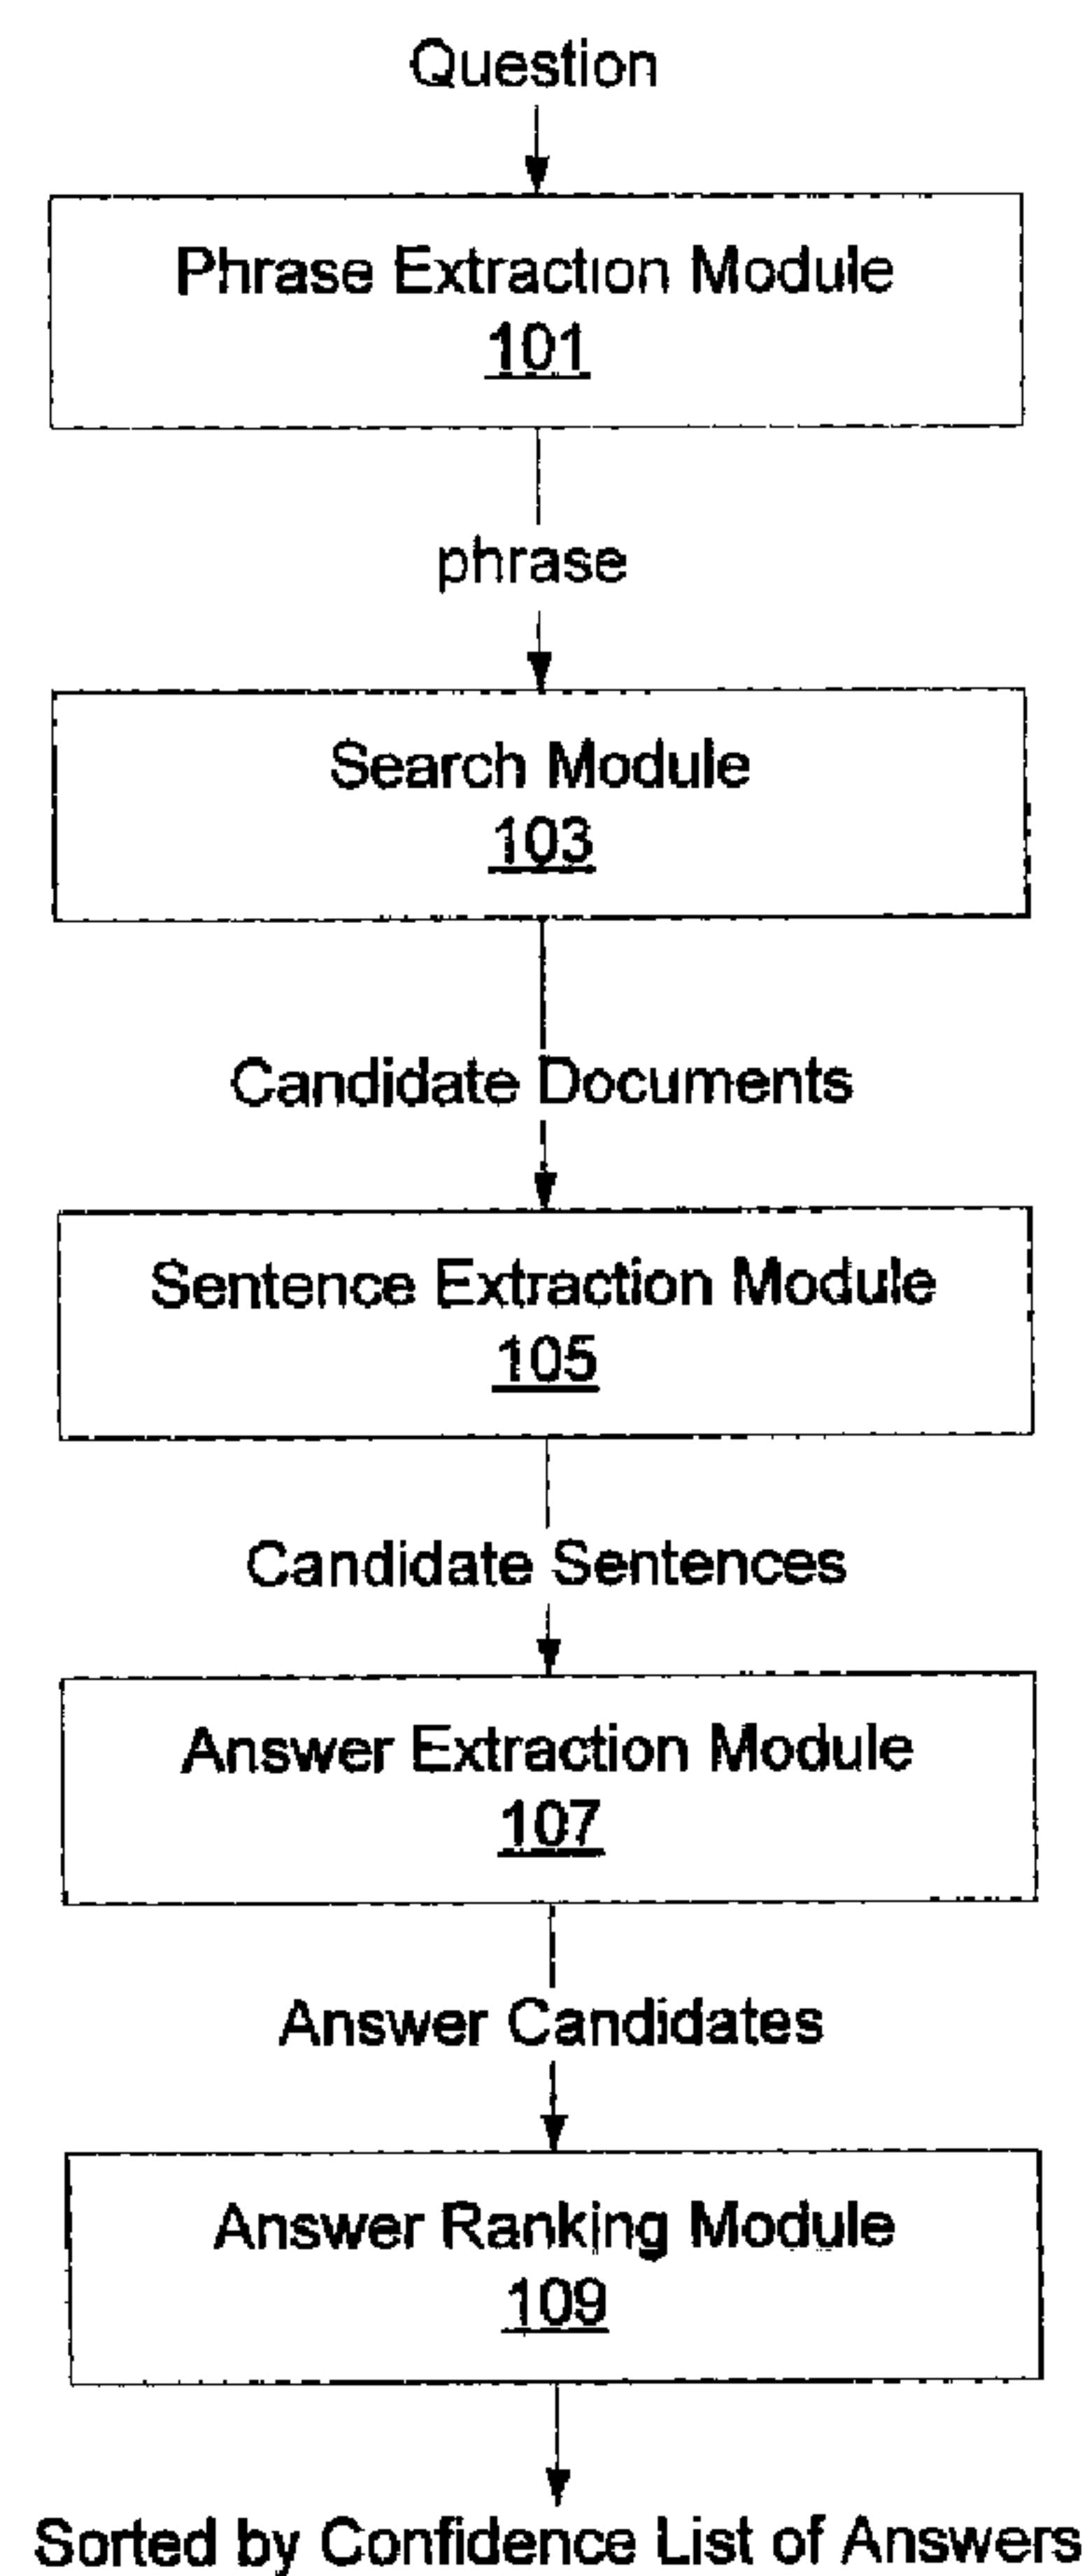 Question
Phrase Extraction Module
101
phrase
Search Module
103
Candidate Documents
Sentence Extraction Module
105
Candidate Sentences
Answer Extraction Module
107
Answer Candidates
Answer Ranking Module
109
Sorted by Confidence List of Answers